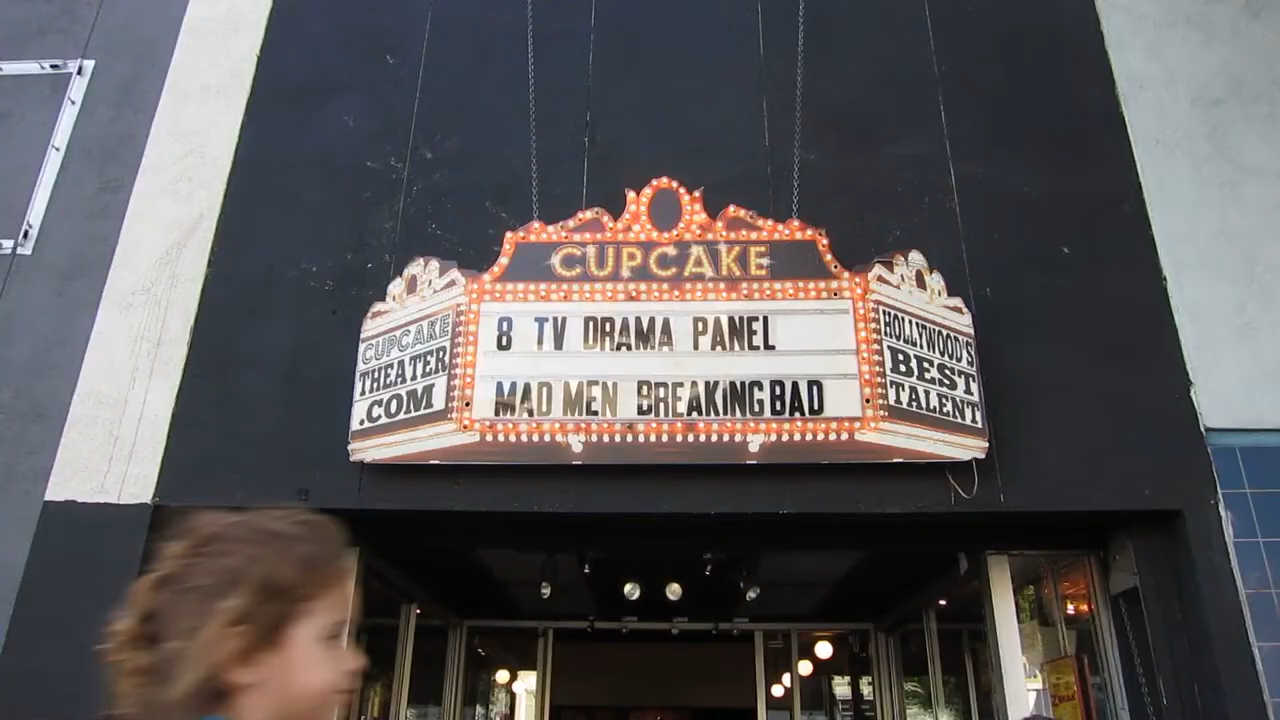 CUPCAKE
8 TV DRAMA PANEL
MAD MEN BREAKING BAD
CUPCAKE
THEATER
.COM
HOLLYWOOD'S
BEST
TALENT